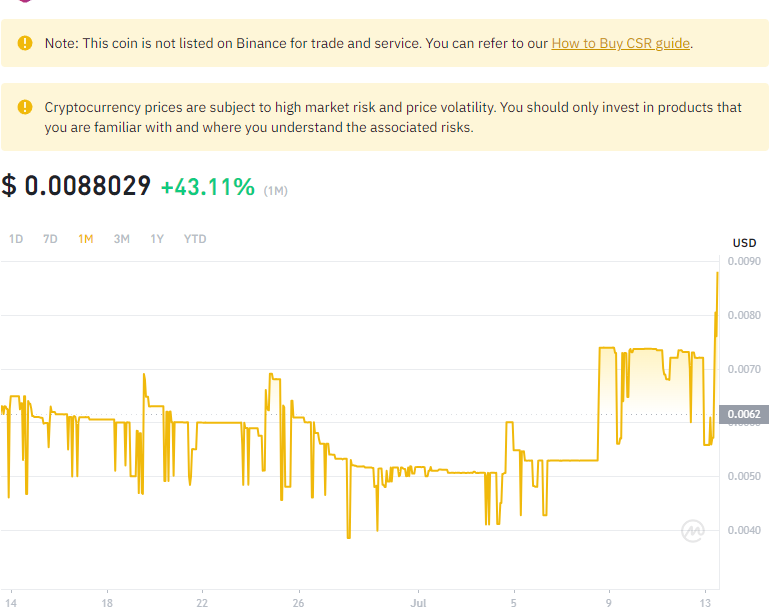 Note: This coin is not listed on Binance for trade and service. You can refer to our How to Buy CSR guide.
Cryptocurrency prices are subject to high market risk and price volatility. You should only invest in products that
you are familiar with and where you understand the associated risks.
$ 0.0088029 +43.11% (1M)
1D 7D 1M 3M 1Y YTD
USD
0.0090
0.0080
0.0070
0.0062
0.0050
0.0040
14 18 22 26 Jul 5 9 13